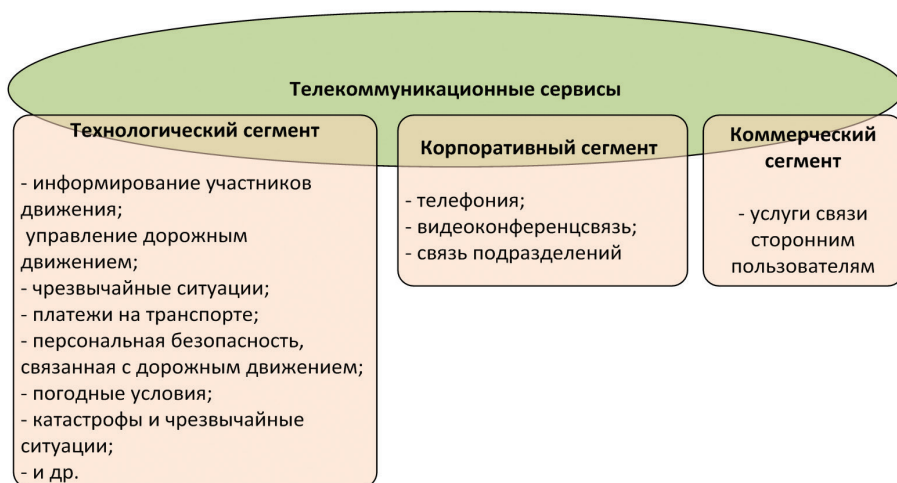 Телекоммуникационные сервисы
Технологический сегмент
- информирование участников
движения;
управление дорожным
движением;
- чрезвычайные ситуации;
- платежи на транспорте;
- персональная безопасность,
связанная с дорожным движением;
- погодные условия;
- катастрофы и чрезвычайные
ситуации;
- и др.
Корпоративный сегмент
- телефония;
- видеоконференцсвязь;
- связь подразделений
Коммерческий
сегмент
- услуги связи
сторонним
пользователям